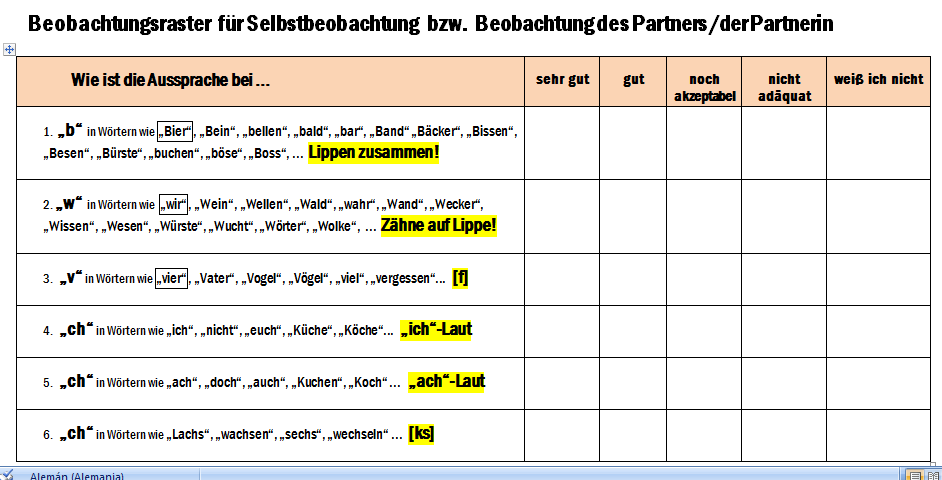 Beobachtungsraster für Selbstbeobachtung bzw. Beobachtung des Partners/der Partnerin
Wie ist die Aussprache bei ...
sehr gut
gut
noch
akzeptabel
nicht
adäquat
weiß ich nicht
1. „b“ in Wörtern wie „Bier“, „Bein“, „bellen“, „bald“, „bar“, „Band“ „Bäcker“, „Bissen“,
„Besen“, „Bürste“, „buchen“, „böse“, „Boss“, ... Lippen zusammen!
2. „w“ in Wörtern wie „wir“, „Wein“, „Wellen“, „Wald“, „wahr“, „Wand“, „Wecker“,
„Wissen“, „Wesen“, „Würste“, „Wucht“, „Wörter“, „Wolke“, ... Zähne auf Lippe!
3. „v“ in Wörtern wie „vier“, „Vater“, „Vogel“, „Vögel“, „viel“, „vergessen“... [f]
4. „ch“ in Wörtern wie „ich“, „nicht“, „euch“, „Küche“, „Köche“... „ich“-Laut
5. „ch“ in Wörtern wie „ach“, „doch“, „auch“, „Kuchen“, „Koch“ ... „ach“-Laut
6. „ch“ in Wörtern wie „Lachs“, „wachsen“, „sechs“, „wechseln“ ... [ks]
Alemán (Alemania)